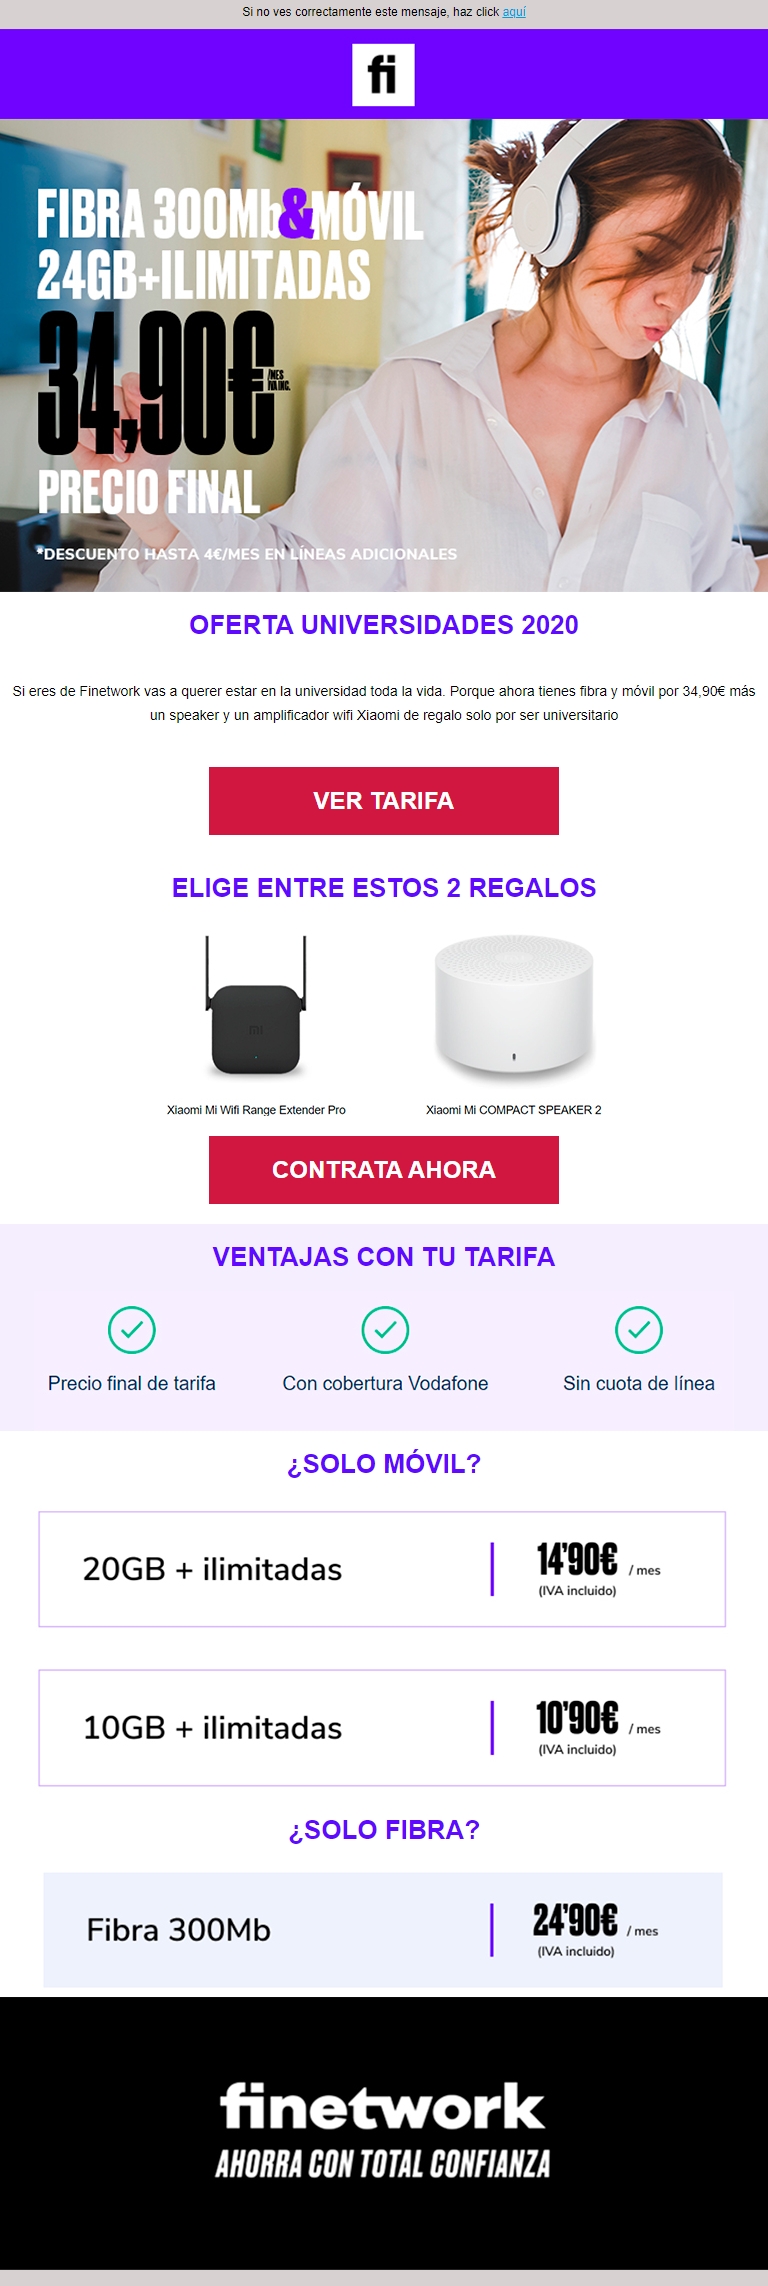 Si no ves correctamente este mensaje, haz click aquí
fi
FIBRA 300Mb&MÓVIL
24GB+ILIMITADAS
34,90€ /MES IVA INC.
PRECIO FINAL
*DESCUENTO HASTA 4€/MES EN LÍNEAS ADICIONALES
OFERTA UNIVERSIDADES 2020
Si eres de Finetwork vas a querer estar en la universidad toda la vida. Porque ahora tienes fibra y móvil por 34,90€ más
un speaker y un amplificador wifi Xiaomi de regalo solo por ser universitario
VER TARIFA
ELIGE ENTRE ESTOS 2 REGALOS
MI
Xiaomi Mi Wifi Range Extender Pro
Xiaomi Mi COMPACT SPEAKER 2
CONTRATA AHORA
VENTAJAS CON TU TARIFA
Precio final de tarifa
Con cobertura Vodafone
Sin cuota de línea
¿SOLO MÓVIL?
20GB + ilimitadas
14'90€ / mes
(IVA incluido)
10GB + ilimitadas
10'90€ / mes
(IVA incluido)
¿SOLO FIBRA?
Fibra 300Mb
24'90€ / mes
(IVA incluido)
finetwork
AHORRA CON TOTAL CONFIANZA